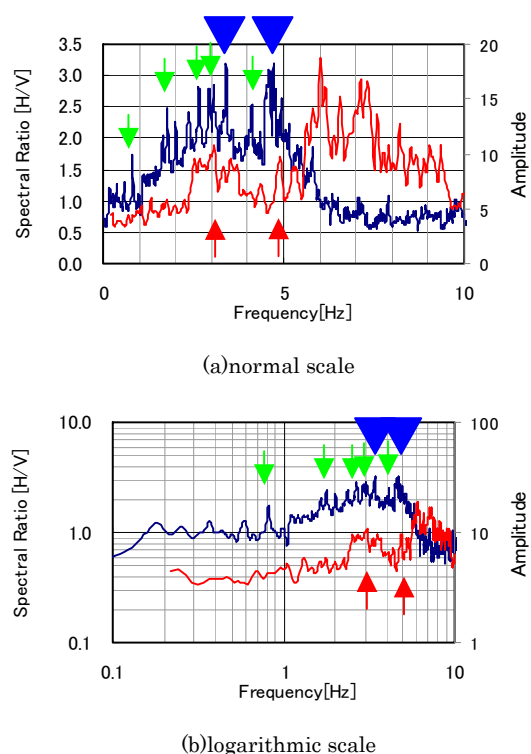 3.5
3.0
2.5
2.0
1.5
1.0
0.5
0.0
Spectral Ratio [H/V]
20
15
10
5
0
Amplitude
0 5 10
Frequency[Hz]
(a)normal scale
10.0
1.0
0.1
Spectral Ratio [H/V]
100
10
1
Amplitude
0.1 1 10
Frequency[Hz]
(b)logarithmic scale